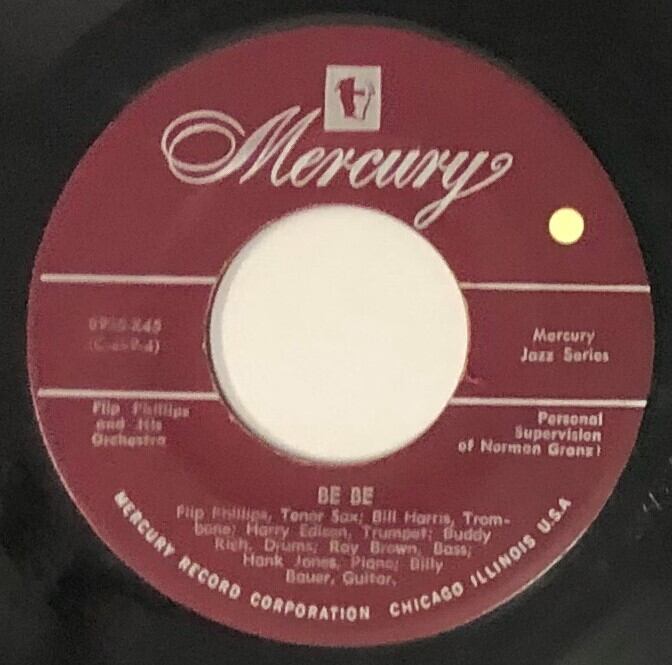 Mercury
Mercury
Jazz Series
Flip Phillips
and His
Orchestra
Personal
Supervision
of Norman Granz!
BE BE
Flip Phillips, Tenor Sax; Bill Harris, Trom-
bone; Harry Edison, Trumpet; Buddy
Rich, Drums; Ray Brown, Bass;
Hank Jones, Piano; Billy
Bauer, Guitar.
MERCURY RECORD CORPORATION CHICAGO ILLINOIS U.S.A